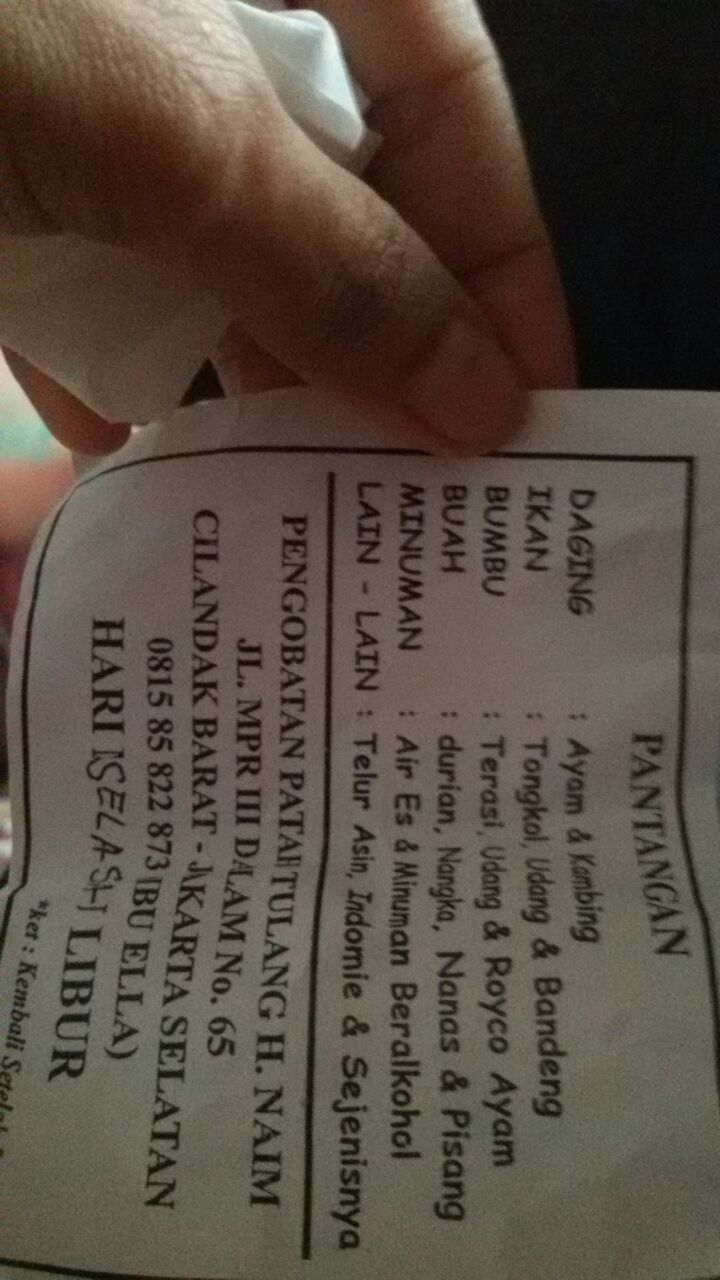 PANTANGAN
DAGING : Ayam & Kambing
IKAN : Tongkol, Udang & Bandeng
BUMBU : Terasi, Udang & Royco Ayam
BUAH : durian, Nangka, Nanas & Pisang
MINUMAN : Air Es & Minuman Beralkohol
LAIN - LAIN : Telur Asin, Indomie & Sejenisnya
PENGOBATAN PATAH TULANG H. NAIM
JL. MPR III DALAM No. 65
CILANDAK BARAT - JAKARTA SELATAN
0815 85 822 873 (BU ELLA)
HARI SELASA LIBUR
*ket : Kembali